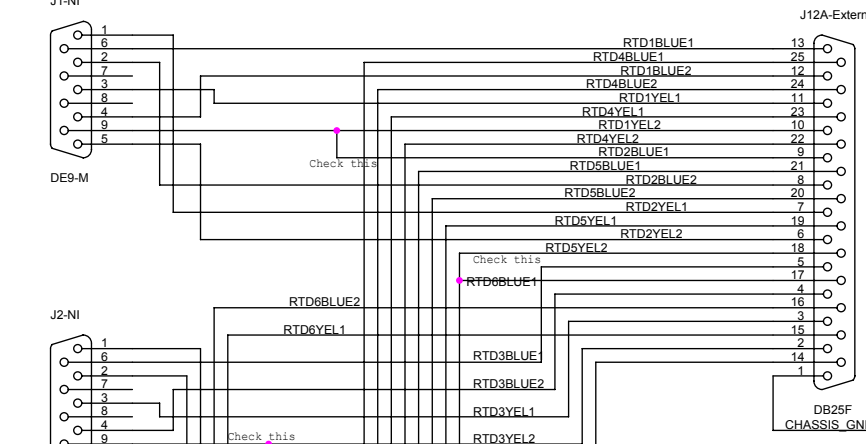 J1-NI
J12A-Extern
1
6
2
7
3
8
4
9
5
DE9-M
RTD1BLUE1 13
RTD4BLUE1 25
RTD1BLUE2 12
RTD4BLUE2 24
RTD1YEL1 11
RTD4YEL1 23
RTD1YEL2 10
RTD4YEL2 22
RTD2BLUE1 9
Check this
RTD5BLUE1 21
RTD2BLUE2 8
RTD5BLUE2 20
RTD2YEL1 7
RTD5YEL1 19
RTD2YEL2 6
RTD5YEL2 18
Check this
5
RTD6BLUE1 17
4
RTD6BLUE2 16
3
RTD6YEL1 15
2
14
1
J2-NI
1
6
2
7
3
8
4
9
RTD3BLUE1
RTD3BLUE2
RTD3YEL1
RTD3YEL2
Check this
DB25F
CHASSIS_GN